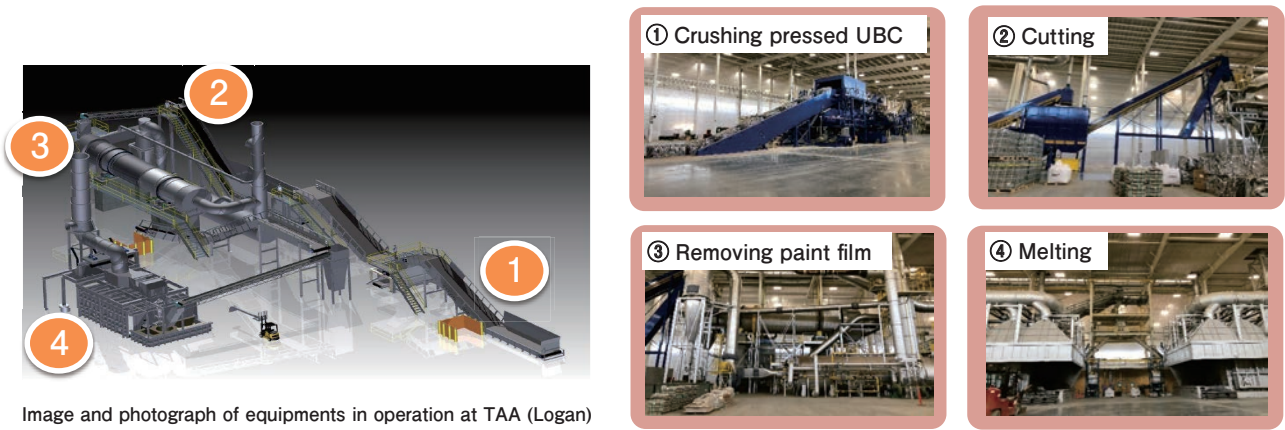 2
3
1
4
Image and photograph of equipments in operation at TAA (Logan)
① Crushing pressed UBC
② Cutting
③ Removing paint film
④ Melting